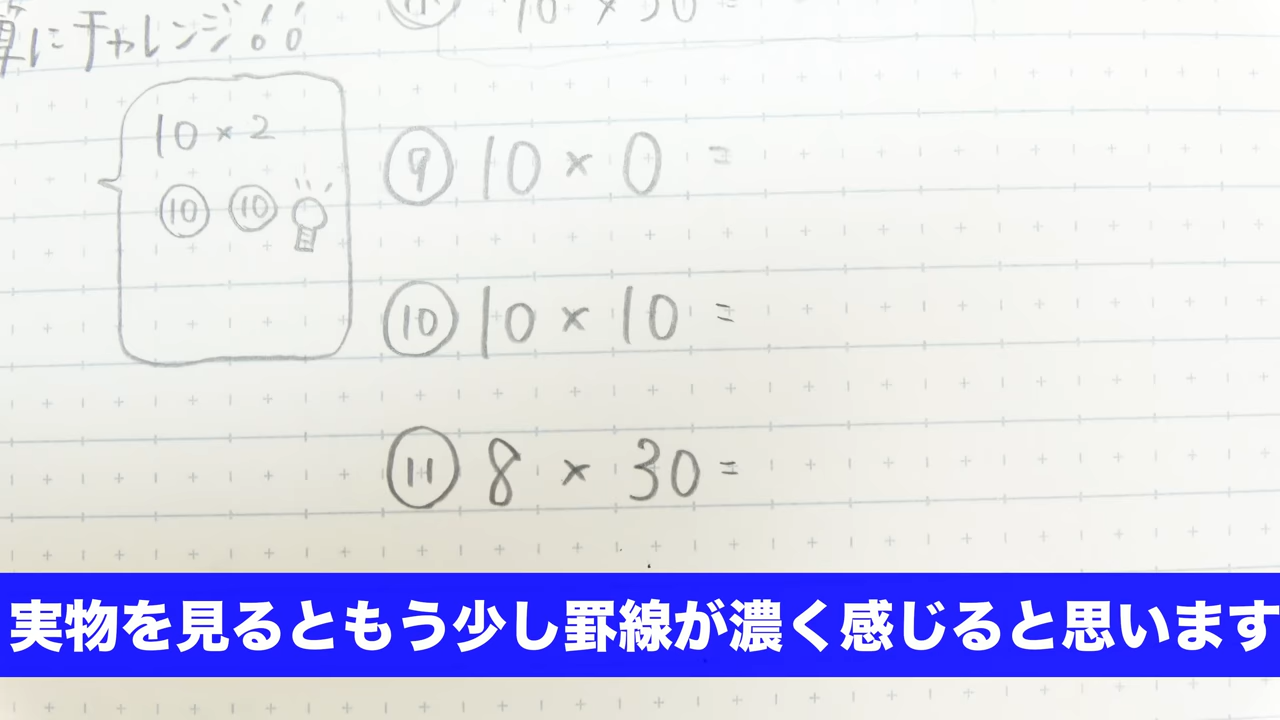 算にチャレンジ!!
10 × 2
⑩ ⑩
⑨ 10 × 0 =
⑩ 10 × 10 =
⑪ 8 × 30 =
実物を見るともう少し罫線が濃く感じると思います